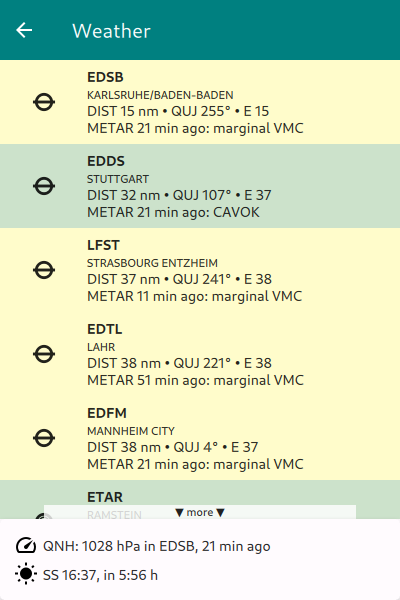 Weather
EDSB
KARLSRUHE/BADEN-BADEN
DIST 15 nm • QUJ 255° • E 15
METAR 21 min ago: marginal VMC
EDDS
STUTTGART
DIST 32 nm • QUJ 107° • E 37
METAR 21 min ago: CAVOK
LFST
STRASBOURG ENTZHEIM
DIST 37 nm • QUJ 241° • E 38
METAR 11 min ago: marginal VMC
EDTL
LAHR
DIST 38 nm • QUJ 221° • E 38
METAR 51 min ago: marginal VMC
EDFM
MANNHEIM CITY
DIST 38 nm • QUJ 4° • E 37
METAR 21 min ago: marginal VMC
ETAR
▼ more ▼
RAMSTEIN
QNH: 1028 hPa in EDSB, 21 min ago
SS 16:37, in 5:56 h